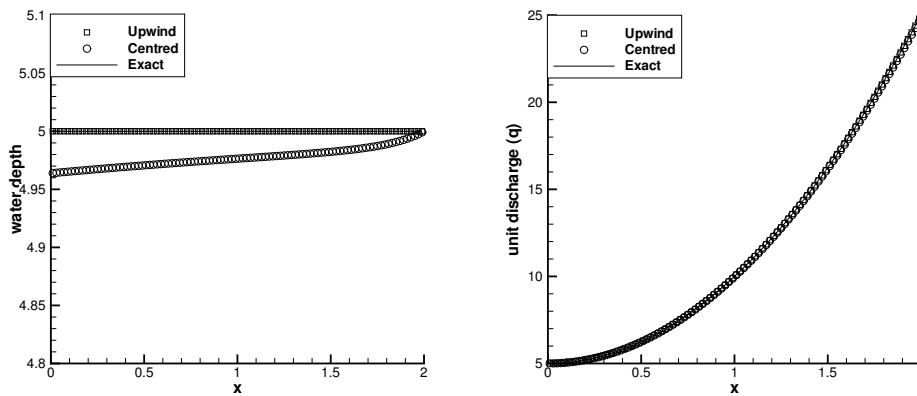 5.1
5.05
5
4.95
4.9
4.85
4.8
water depth
Upwind
Centred
Exact
0 0.5 1 1.5 2
x
25
20
15
10
5
unit discharge (q)
Upwind
Centred
Exact
0 0.5 1 1.5
x